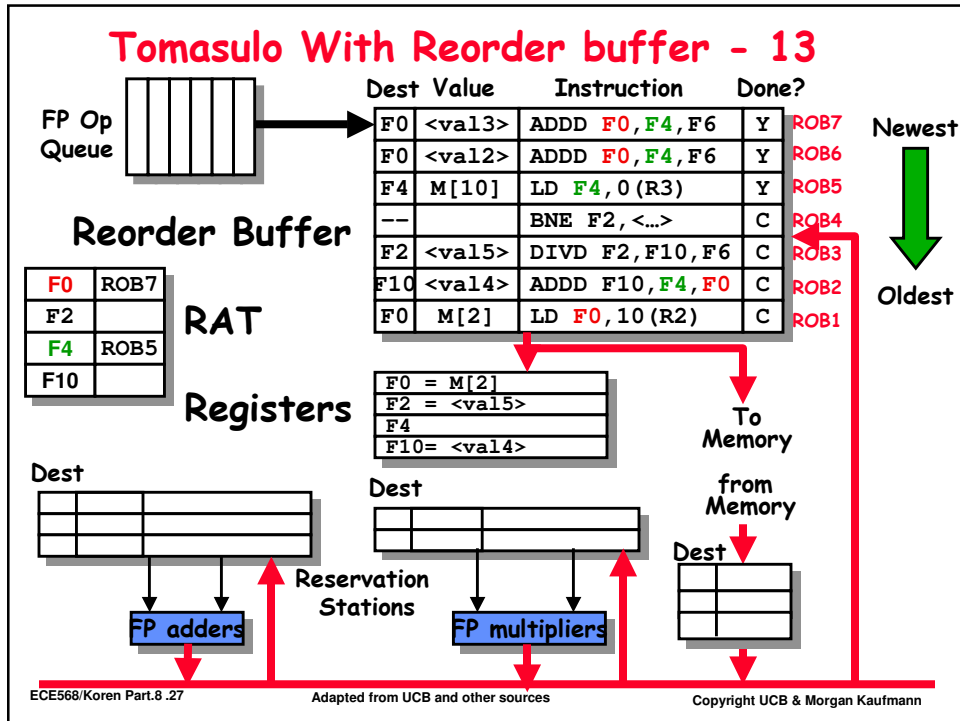 Tomasulo With Reorder buffer - 13
Dest Value Instruction Done?
FP Op
Queue
F0 <val3> ADDD F0,F4,F6 Y ROB7
F0 <val2> ADDD F0,F4,F6 Y ROB6
F4 M[10] LD F4,0(R3) Y ROB5
-- BNE F2,<…> C ROB4
F2 <val5> DIVD F2,F10,F6 C ROB3
F10 <val4> ADDD F10,F4,F0 C ROB2
F0 M[2] LD F0,10(R2) C ROB1
Newest
Oldest
Reorder Buffer
F0 ROB7
F2
F4 ROB5
F10
RAT
Registers
F0 = M[2]
F2 = <val5>
F4
F10= <val4>
To
Memory
from
Memory
Dest
Dest
Dest
Reservation
Stations
FP adders
FP multipliers
ECE568/Koren Part.8 .27
Adapted from UCB and other sources
Copyright UCB & Morgan Kaufmann